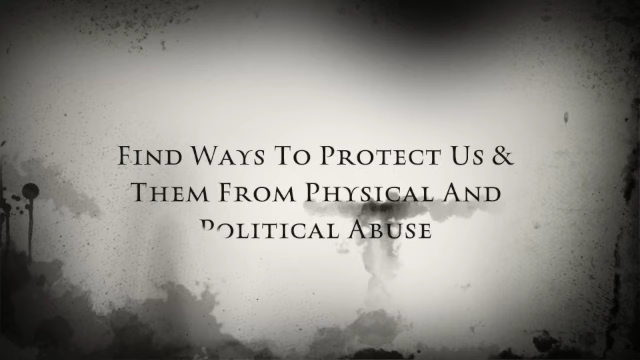 Find Ways To Protect Us &
Them From Physical And
Political Abuse